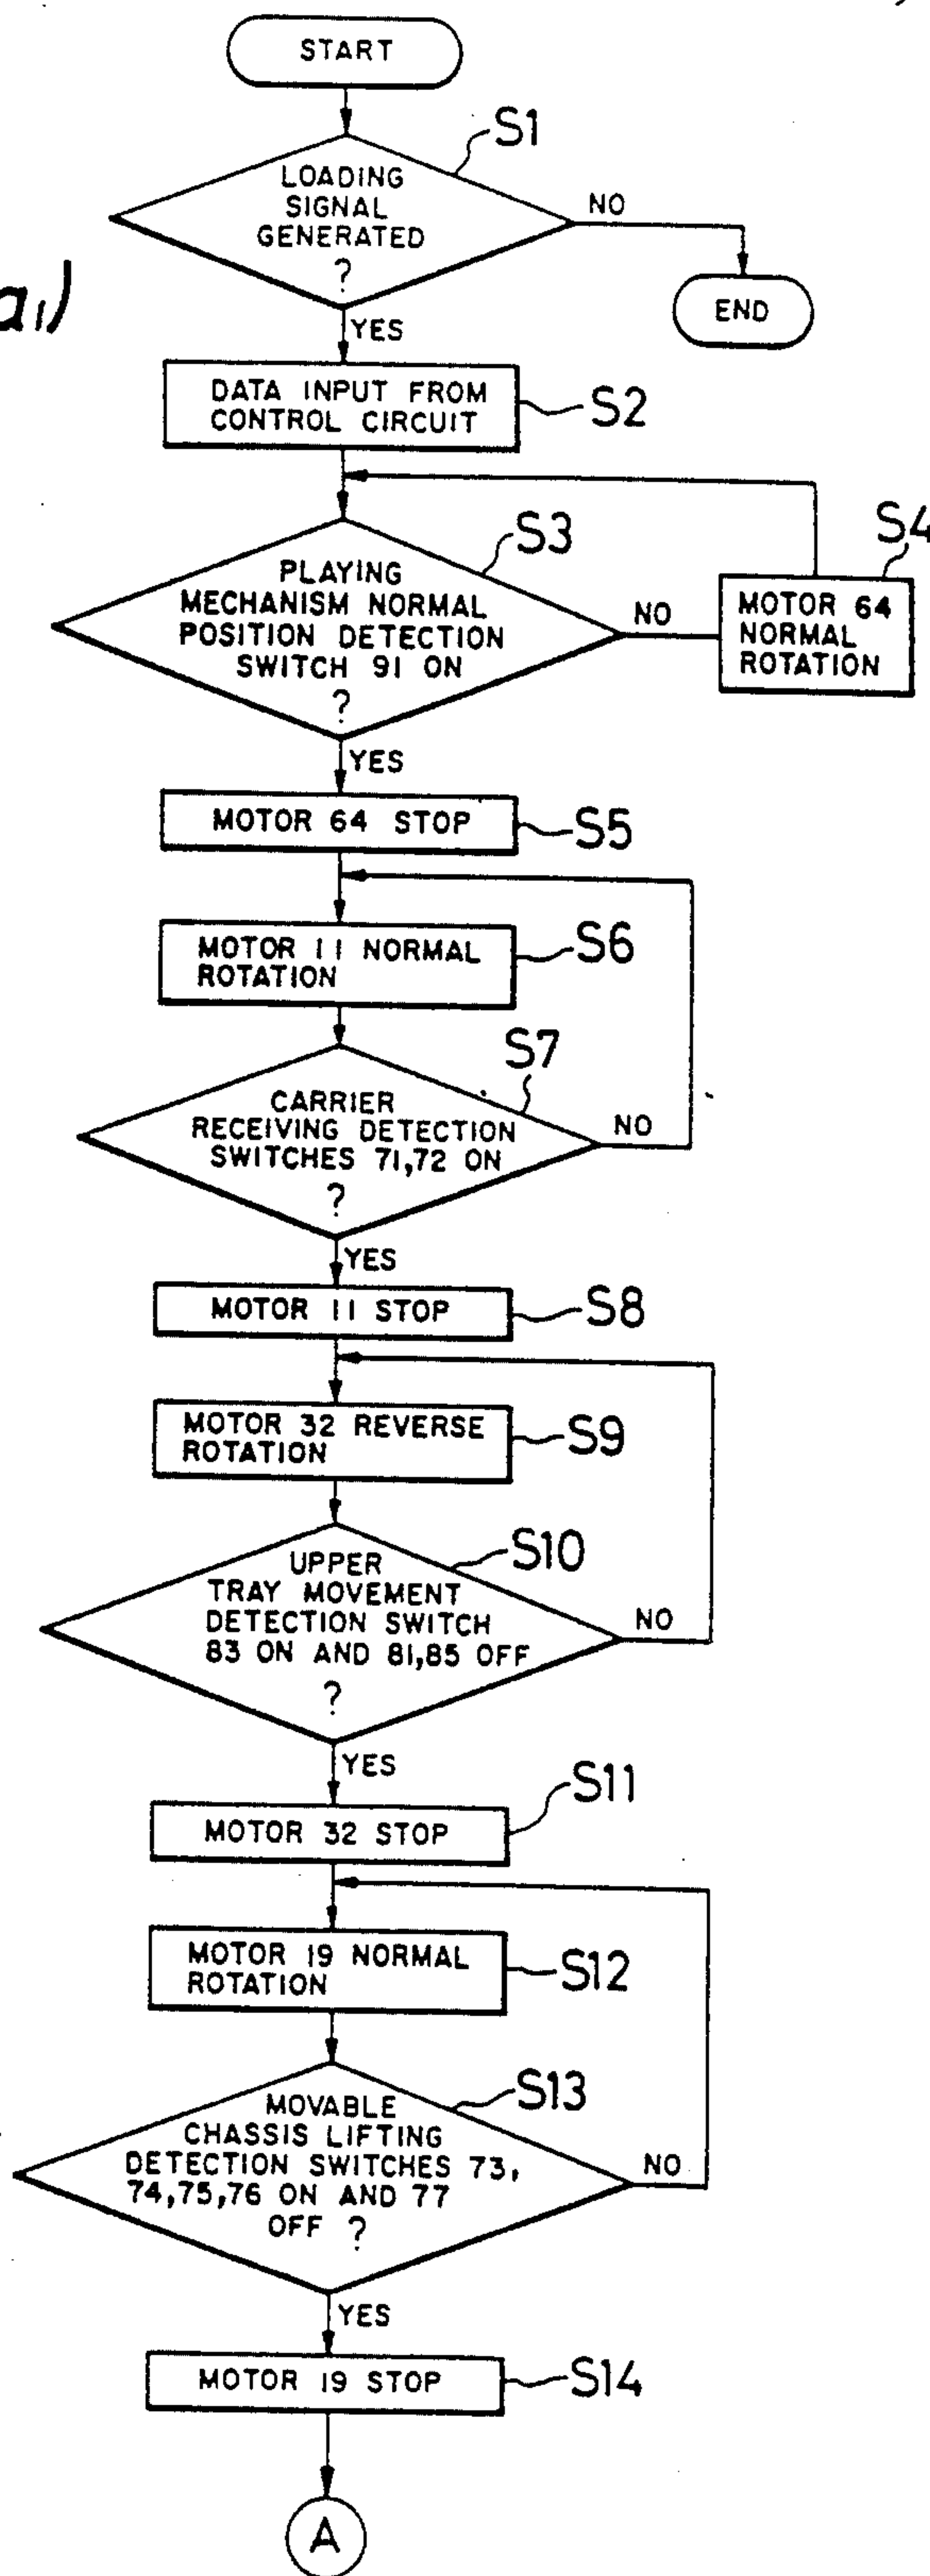 START
S1
LOADING
SIGNAL
GENERATED
?
NO
END
a1)
YES
DATA INPUT FROM
CONTROL CIRCUIT
S2
S3
S4
PLAYING
MECHANISM NORMAL
POSITION DETECTION
SWITCH 91 ON
?
NO
MOTOR 64
NORMAL
ROTATION
YES
MOTOR 64 STOP
S5
MOTOR 11 NORMAL
ROTATION
S6
S7
CARRIER
RECEIVING DETECTION
SWITCHES 71,72 ON
?
NO
YES
MOTOR 11 STOP
S8
MOTOR 32 REVERSE
ROTATION
S9
S10
UPPER
TRAY MOVEMENT
DETECTION SWITCH
83 ON AND 81,85 OFF
?
NO
YES
S11
MOTOR 32 STOP
MOTOR 19 NORMAL
ROTATION
S12
S13
MOVABLE
CHASSIS LIFTING
DETECTION SWITCHES 73,
74,75,76 ON AND 77
OFF ?
NO
YES
MOTOR 19 STOP
S14
A